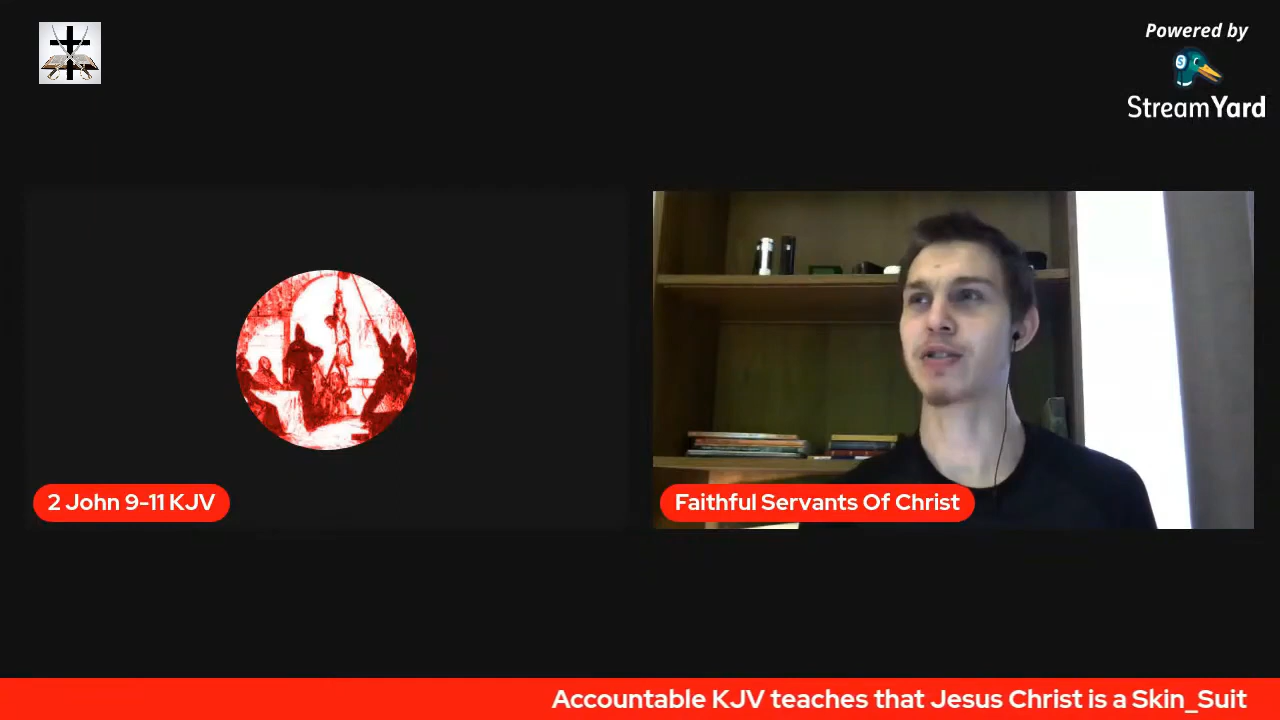 Powered by
StreamYard
2 John 9-11 KJV
Faithful Servants Of Christ
Accountable KJV teaches that Jesus Christ is a Skin_Suit